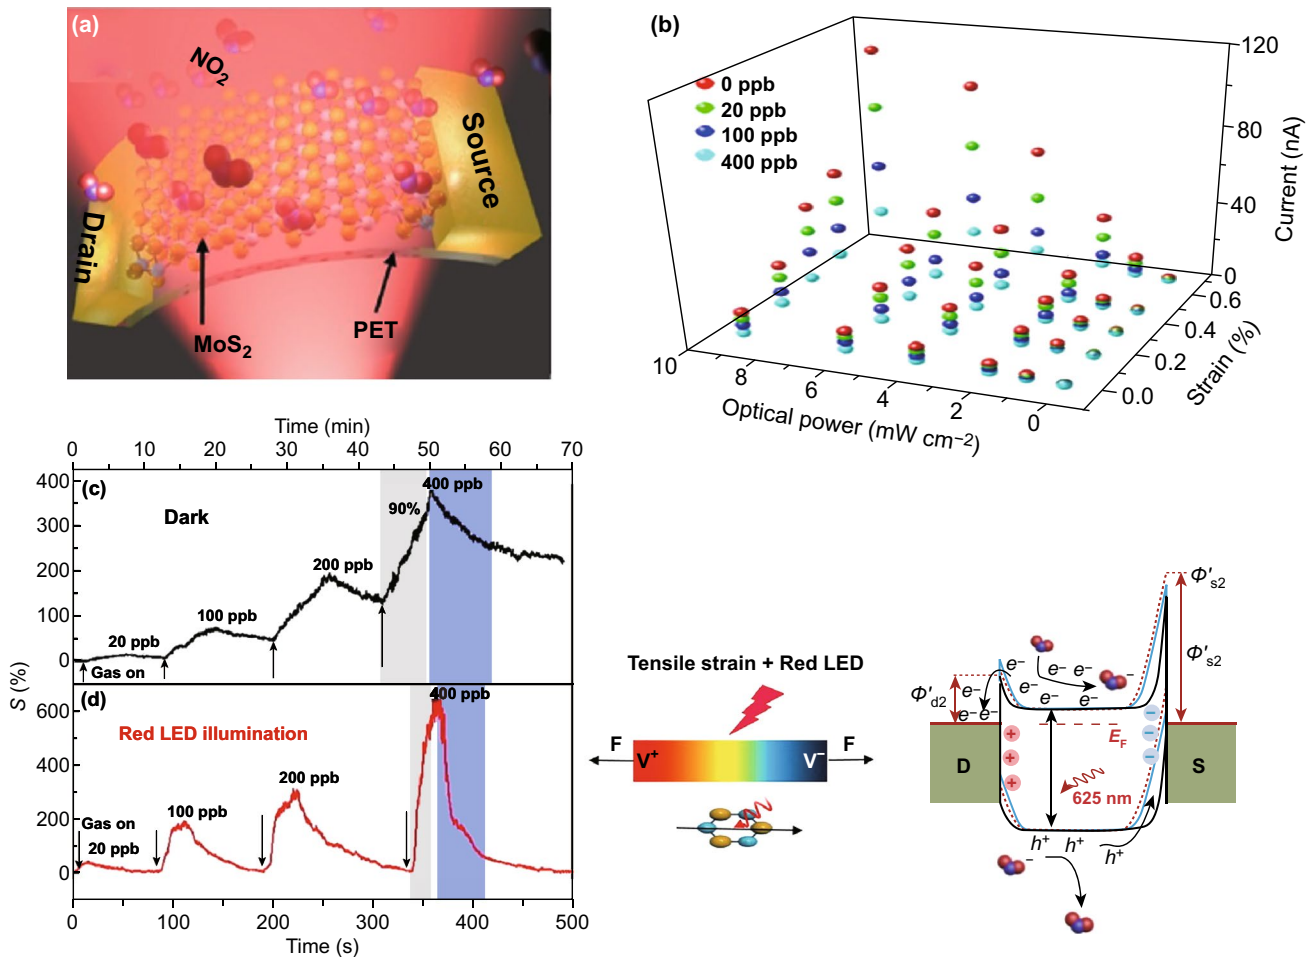 (a)
NO2
Source
Drain
MoS2
PET
(b)
0 ppb
20 ppb
100 ppb
400 ppb
120
80
40
0
Current (nA)
0.6
0.4
0.2
0.0
Strain (%)
10
8
6
4
2
0
Optical power (mW cm−2)
Time (min)
0 10 20 30 40 50 60 70
(c)
400
300
200
100
0
Dark
20 ppb
Gas on
100 ppb
200 ppb
90%
400 ppb
S (%)
(d)
600
400
200
0
Red LED illumination
Gas on
20 ppb
100 ppb
200 ppb
400 ppb
0 100 200 300 400 500
Time (s)
Tensile strain + Red LED
F
V+
V−
F
Φ′s2
Φ′s2
Φ′d2
e−
e− e−
e−
e−
e−
e−
e− e−
−
EF
D
S
+
+
+
−
−
−
625 nm
h+ h+ h+
−